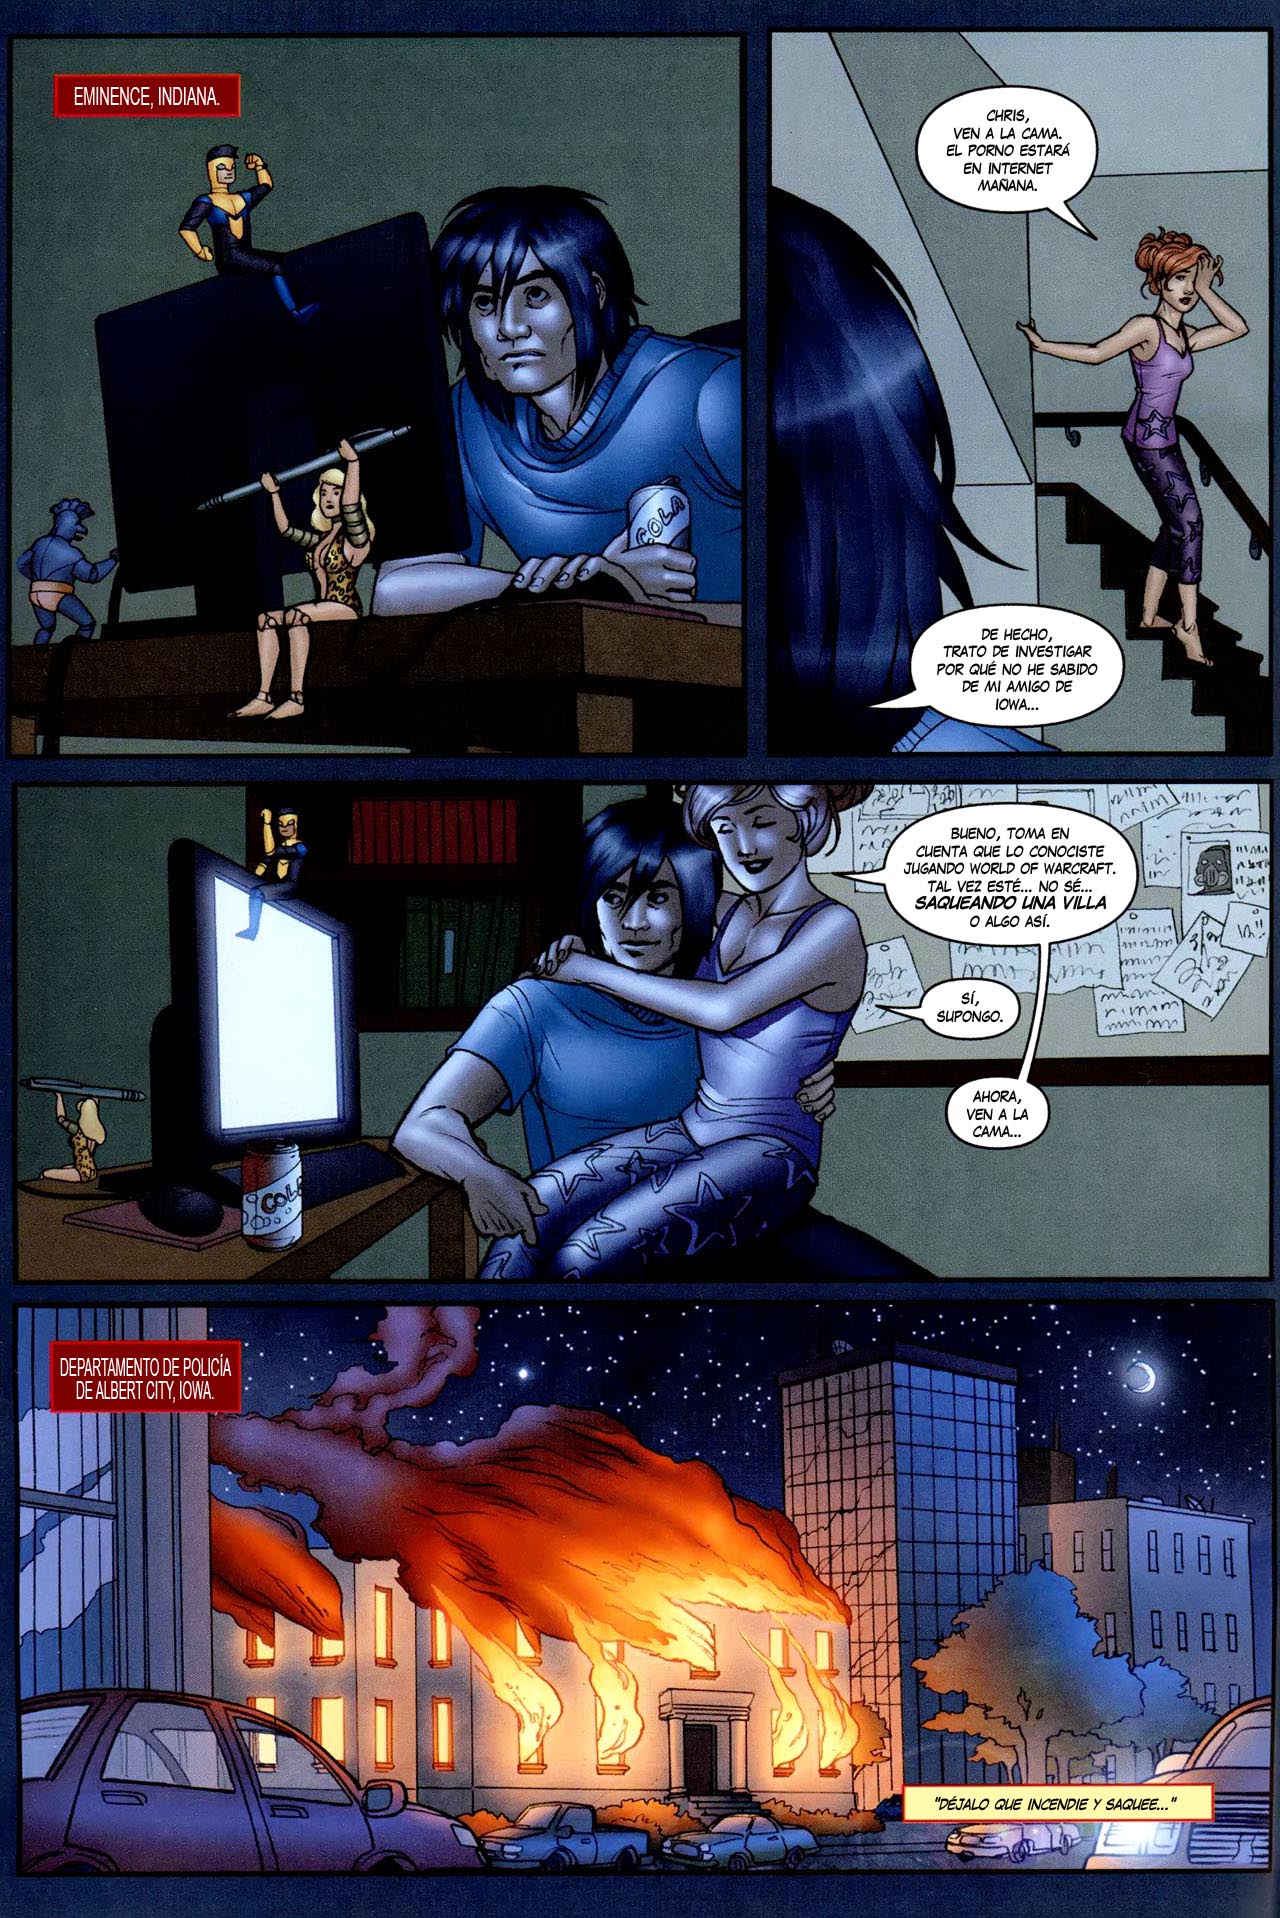 EMINENCE, INDIANA.
CHRIS,
VEN A LA CAMA.
EL PORNO ESTARÁ
EN INTERNET
MAÑANA.
COLA
DE HECHO,
TRATO DE INVESTIGAR
POR QUÉ NO HE SABIDO
DE MI AMIGO DE
IOWA...
BUENO, TOMA EN
CUENTA QUE LO CONOCISTE
JUGANDO WORLD OF WARCRAFT.
TAL VEZ ESTÉ... NO SÉ...
SAQUEANDO UNA VILLA
O ALGO ASÍ.
SÍ,
SUPONGO.
AHORA,
VEN A LA
CAMA...
COLA
DEPARTAMENTO DE POLICÍA
DE ALBERT CITY, IOWA.
"DÉJALO QUE INCENDIE Y SAQUEE..."